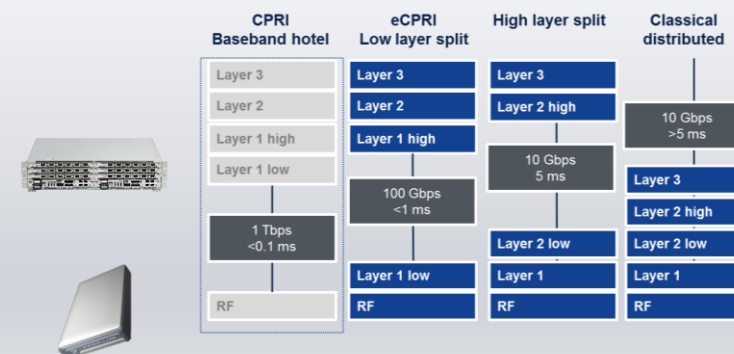 CPRI
Baseband hotel
Layer 3
Layer 2
Layer 1 high
Layer 1 low
1 Tbps
<0.1 ms
RF
eCPRI
Low layer split
Layer 3
Layer 2
Layer 1 high
100 Gbps
<1 ms
Layer 1 low
RF
High layer split
Layer 3
Layer 2 high
10 Gbps
5 ms
Layer 2 low
Layer 1
RF
Classical
distributed
10 Gbps
>5 ms
Layer 3
Layer 2 high
Layer 2 low
Layer 1
RF